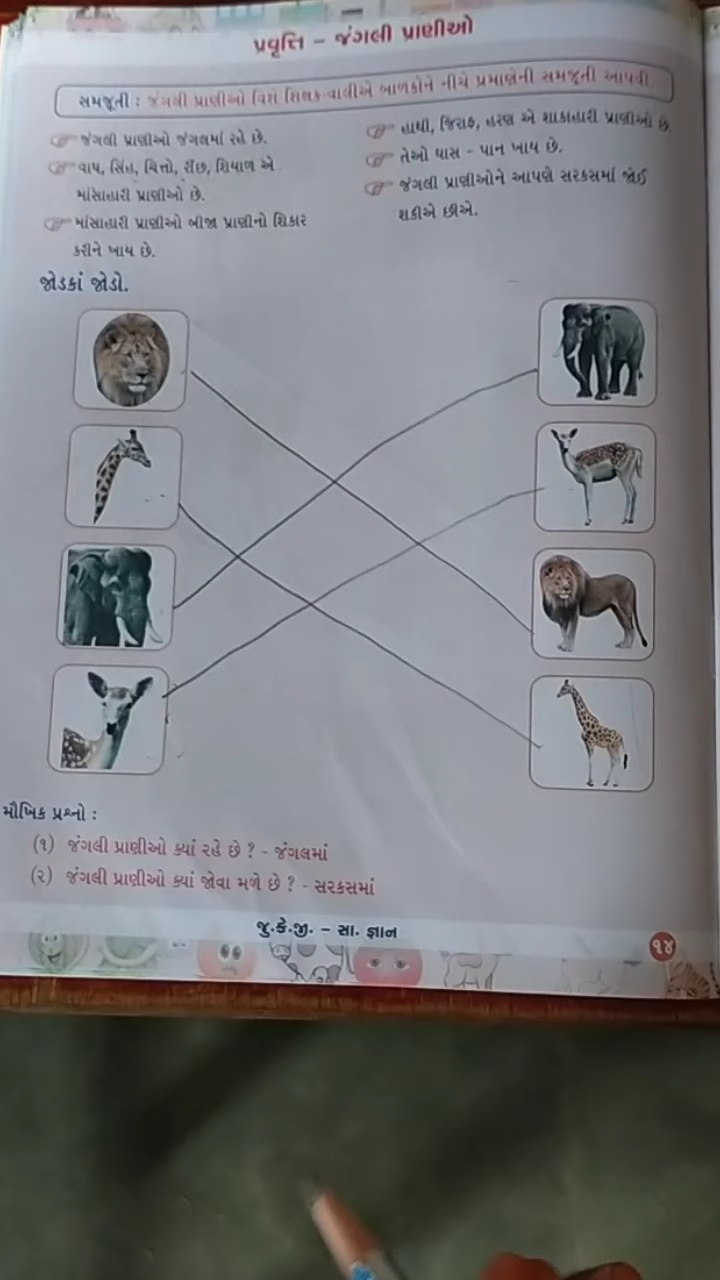 પ્રવૃત્તિ – જંગલી પ્રાણીઓ
સમજૂતી : જંગલી પ્રાણીઓ વિશે શિક્ષક-વાલીએ બાળકોને નીચે પ્રમાણેની સમજૂતી આપવી.
જંગલી પ્રાણીઓ જંગલમાં રહે છે.
વાઘ, સિંહ, ચિત્તો, રીંછ, શિયાળ એ
માંસાહારી પ્રાણીઓ છે.
માંસાહારી પ્રાણીઓ બીજા પ્રાણીનો શિકાર
કરીને ખાય છે.
હાથી, જિરાફ, હરણ એ શાકાહારી પ્રાણીઓ છે.
તેઓ ઘાસ - પાન ખાય છે.
જંગલી પ્રાણીઓને આપણે સરકસમાં જોઈ
શકીએ છીએ.
જોડકાં જોડો.
મૌખિક પ્રશ્નો :
(૧) જંગલી પ્રાણીઓ ક્યાં રહે છે ? - જંગલમાં
(૨) જંગલી પ્રાણીઓ ક્યાં જોવા મળે છે ? - સરકસમાં
જુ.કે.જી. – સા. જ્ઞાન
૧૪